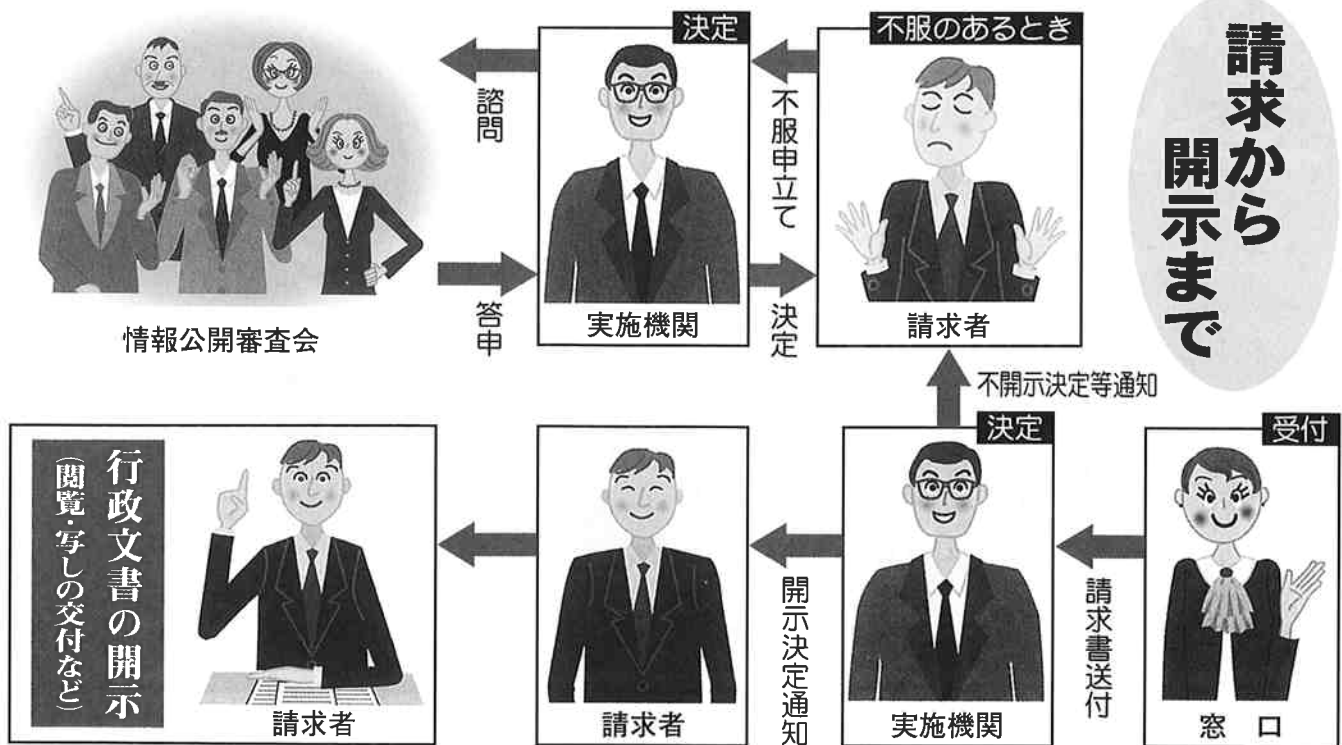 請求から
開示まで
受付
窓口
請求書送付
決定
実施機関
開示決定通知
請求者
行政文書の開示
(閲覧・写しの交付など)
請求者
不開示決定等通知
不服のあるとき
請求者
不服申立て
決定
決定
実施機関
諮問
答申
情報公開審査会